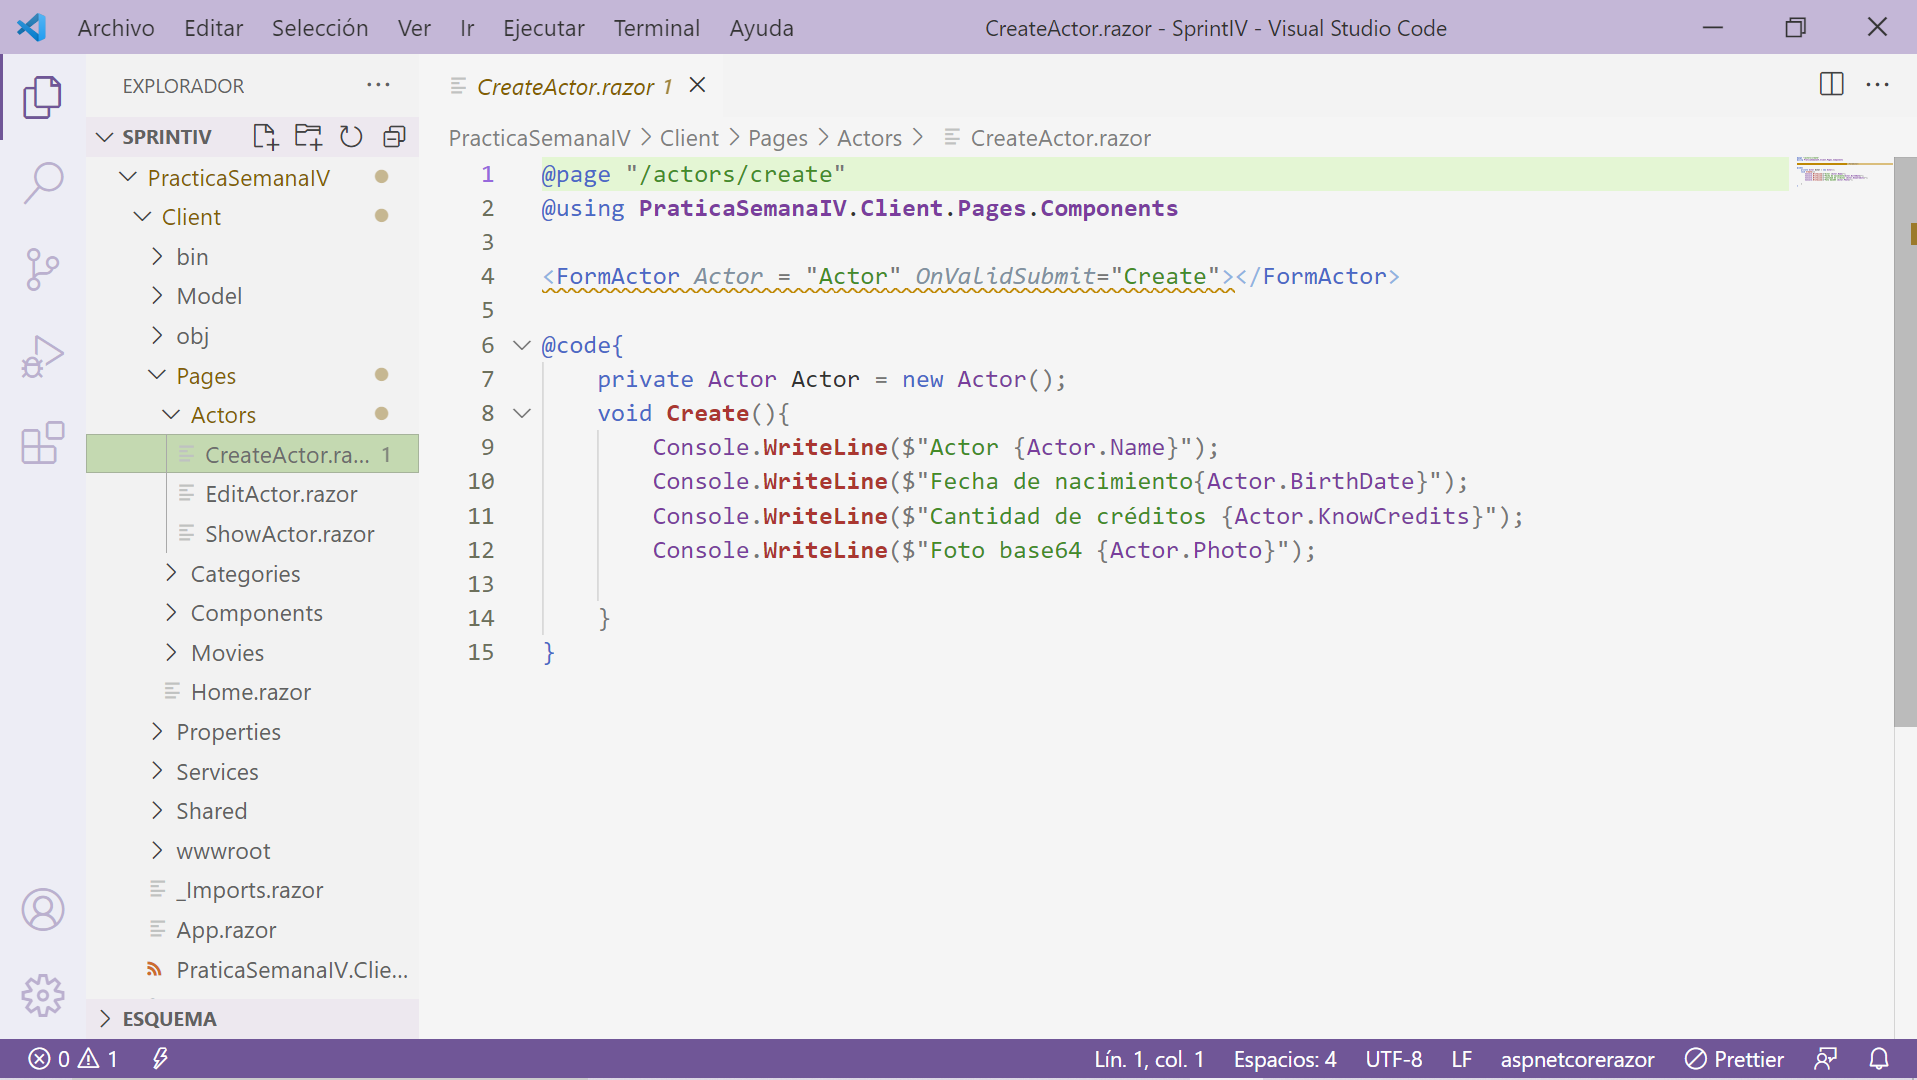 Archivo Editar Selección Ver Ir Ejecutar Terminal Ayuda CreateActor.razor - SprintIV - Visual Studio Code
EXPLORADOR
SPRINTIV
PracticaSemanaIV
Client
bin
Model
obj
Pages
Actors
CreateActor.ra... 1
EditActor.razor
ShowActor.razor
Categories
Components
Movies
Home.razor
Properties
Services
Shared
wwwroot
_Imports.razor
App.razor
PraticaSemanaIV.Clie...
ESQUEMA
CreateActor.razor 1
PracticaSemanaIV > Client > Pages > Actors > CreateActor.razor
1 @page "/actors/create"
2 @using PraticaSemanaIV.Client.Pages.Components
3
4 <FormActor Actor = "Actor" OnValidSubmit="Create"></FormActor>
5
6 @code{
7 private Actor Actor = new Actor();
8 void Create(){
9 Console.WriteLine($"Actor {Actor.Name}");
10 Console.WriteLine($"Fecha de nacimiento{Actor.BirthDate}");
11 Console.WriteLine($"Cantidad de créditos {Actor.KnowCredits}");
12 Console.WriteLine($"Foto base64 {Actor.Photo}");
13
14 }
15 }
0 1 Lín. 1, col. 1 Espacios: 4 UTF-8 LF aspnetcorerazor Prettier